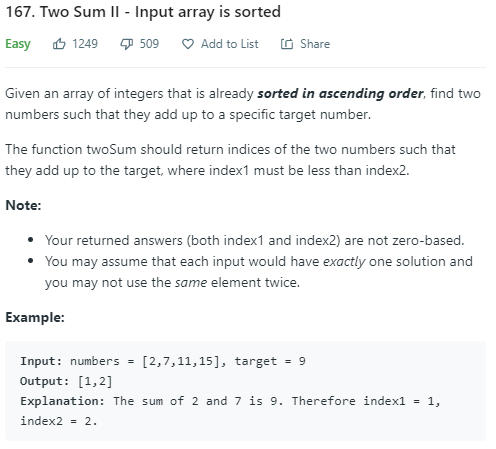 167. Two Sum II - Input array is sorted
Easy 1249 509 Add to List Share
Given an array of integers that is already sorted in ascending order, find two
numbers such that they add up to a specific target number.
The function twoSum should return indices of the two numbers such that
they add up to the target, where index1 must be less than index2.
Note:
• Your returned answers (both index1 and index2) are not zero-based.
• You may assume that each input would have exactly one solution and
you may not use the same element twice.
Example:
Input: numbers = [2,7,11,15], target = 9
Output: [1,2]
Explanation: The sum of 2 and 7 is 9. Therefore index1 = 1,
index2 = 2.